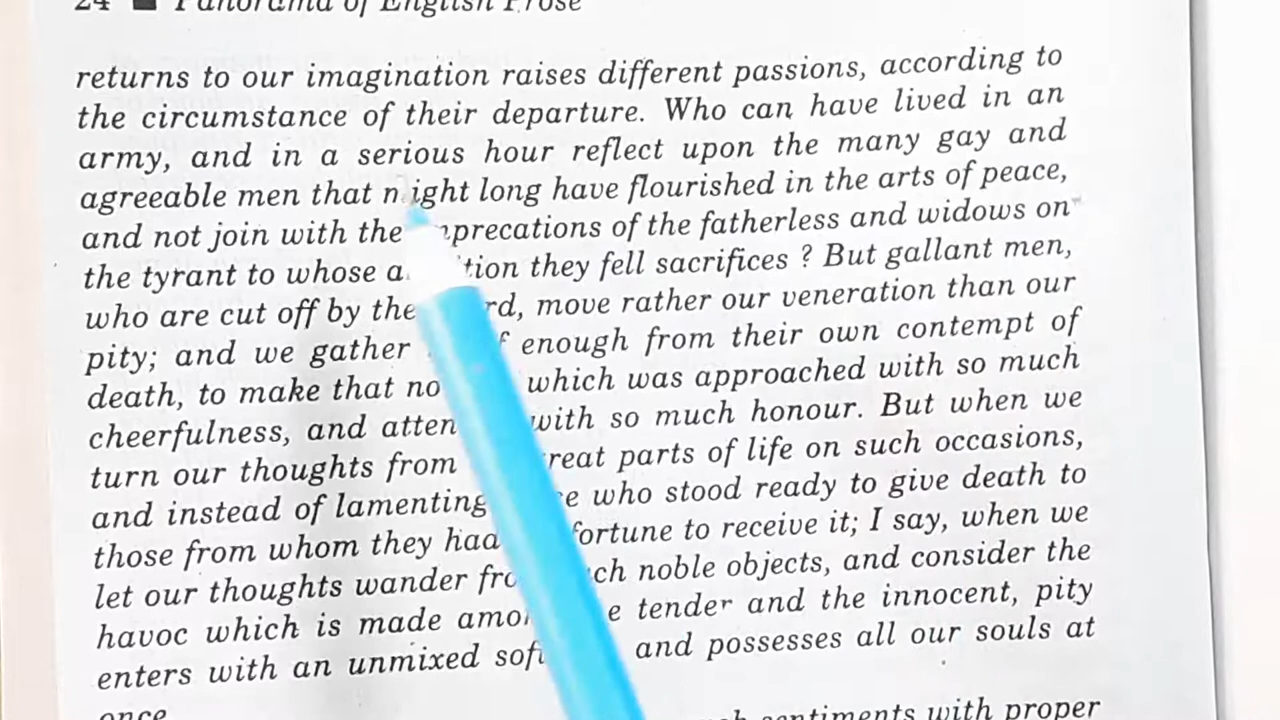 24 ■ Panorama of English Prose
returns to our imagination raises different passions, according to
the circumstance of their departure. Who can have lived in an
army, and in a serious hour reflect upon the many gay and
agreeable men that might long have flourished in the arts of peace,
and not join with the imprecations of the fatherless and widows on
the tyrant to whose tion they fell sacrifices ? But gallant men,
who are cut off by the rd, move rather our veneration than our
pity; and we gather enough from their own contempt of
death, to make that no which was approached with so much
cheerfulness, and atten with so much honour. But when we
turn our thoughts from reat parts of life on such occasions,
and instead of lamenting who stood ready to give death to
those from whom they had fortune to receive it; I say, when we
let our thoughts wander fro ch noble objects, and consider the
havoc which is made amon e tender and the innocent, pity
enters with an unmixed soft and possesses all our souls at
once
sentiments with proper